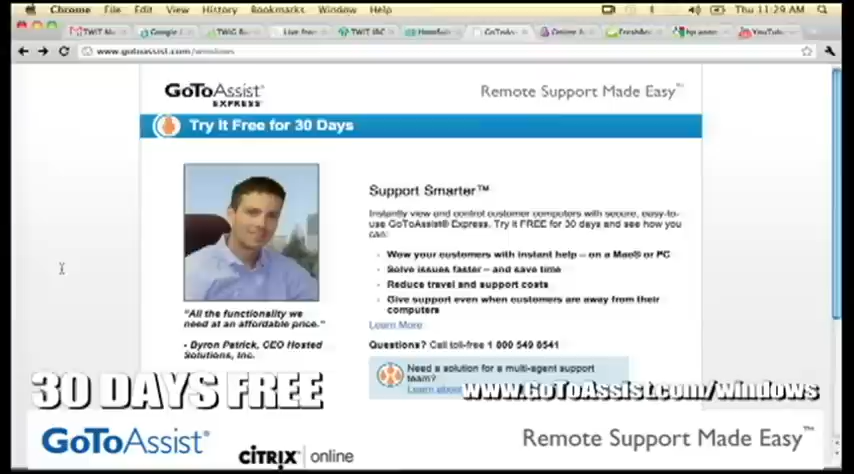 Chrome File Edit View History Bookmarks Window Help Thu 11:29 AM
www.gotoassist.com/windows
GoToAssist®
EXPRESS™
Remote Support Made Easy™
Try It Free for 30 Days
Support Smarter™
Instantly view and control customer computers with secure, easy-to-
use GoToAssist® Express. Try it FREE for 30 days and see how you
can:
Wow your customers with instant help – on a Mac® or PC
Solve issues faster – and save time
Reduce travel and support costs
Give support even when customers are away from their
computers
Learn More
"All the functionality we
need at an affordable price."
- Dyron Patrick, CEO Hosted
Solutions, Inc.
Questions? Call toll-free 1 800 549 8541
Need a solution for a multi-agent support
team?
Learn about
30 DAYS FREE
www.GoToAssist.com/windows
GoToAssist®
CITRIX® online
Remote Support Made Easy™